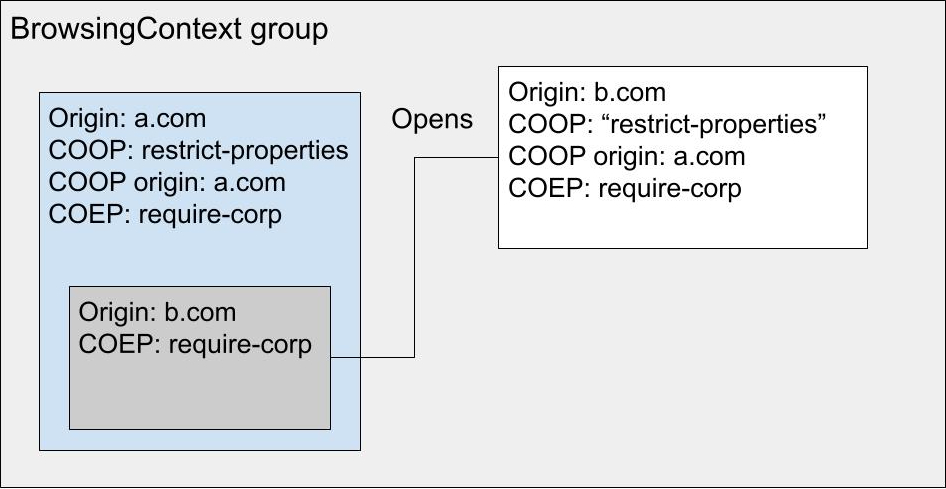 BrowsingContext group
Origin: a.com
COOP: restrict-properties
COOP origin: a.com
COEP: require-corp
Origin: b.com
COEP: require-corp
Opens
Origin: b.com
COOP: “restrict-properties”
COOP origin: a.com
COEP: require-corp